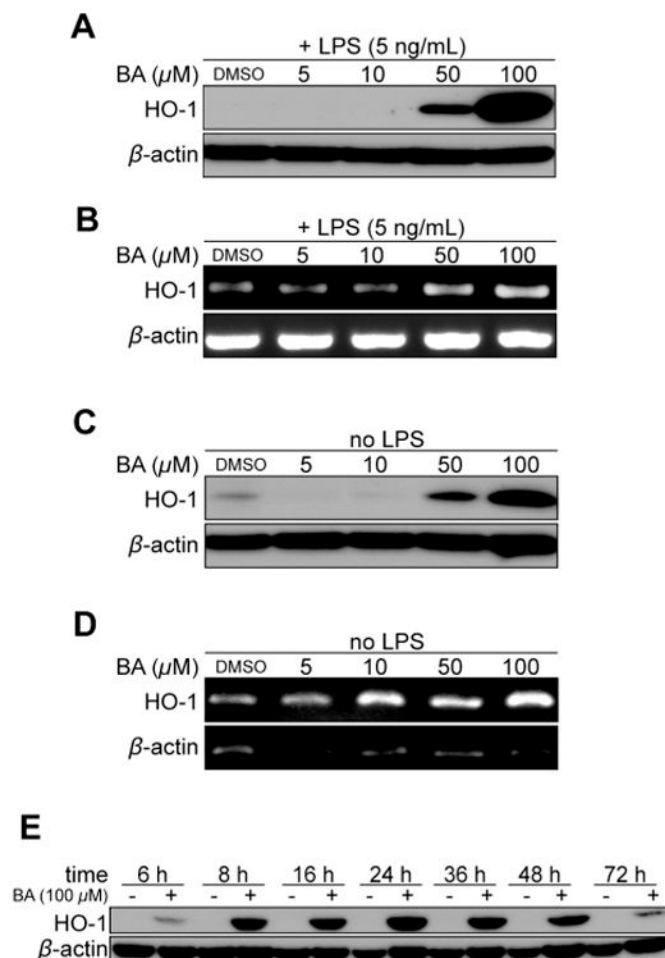 A
+ LPS (5 ng/mL)
BA (µM) DMSO 5 10 50 100
HO-1
β-actin
B
+ LPS (5 ng/mL)
BA (µM) DMSO 5 10 50 100
HO-1
β-actin
C
no LPS
BA (µM) DMSO 5 10 50 100
HO-1
β-actin
D
no LPS
BA (µM) DMSO 5 10 50 100
HO-1
β-actin
E
time 6 h 8 h 16 h 24 h 36 h 48 h 72 h
BA (100 µM) - + - + - + - + - + - + - +
HO-1
β-actin